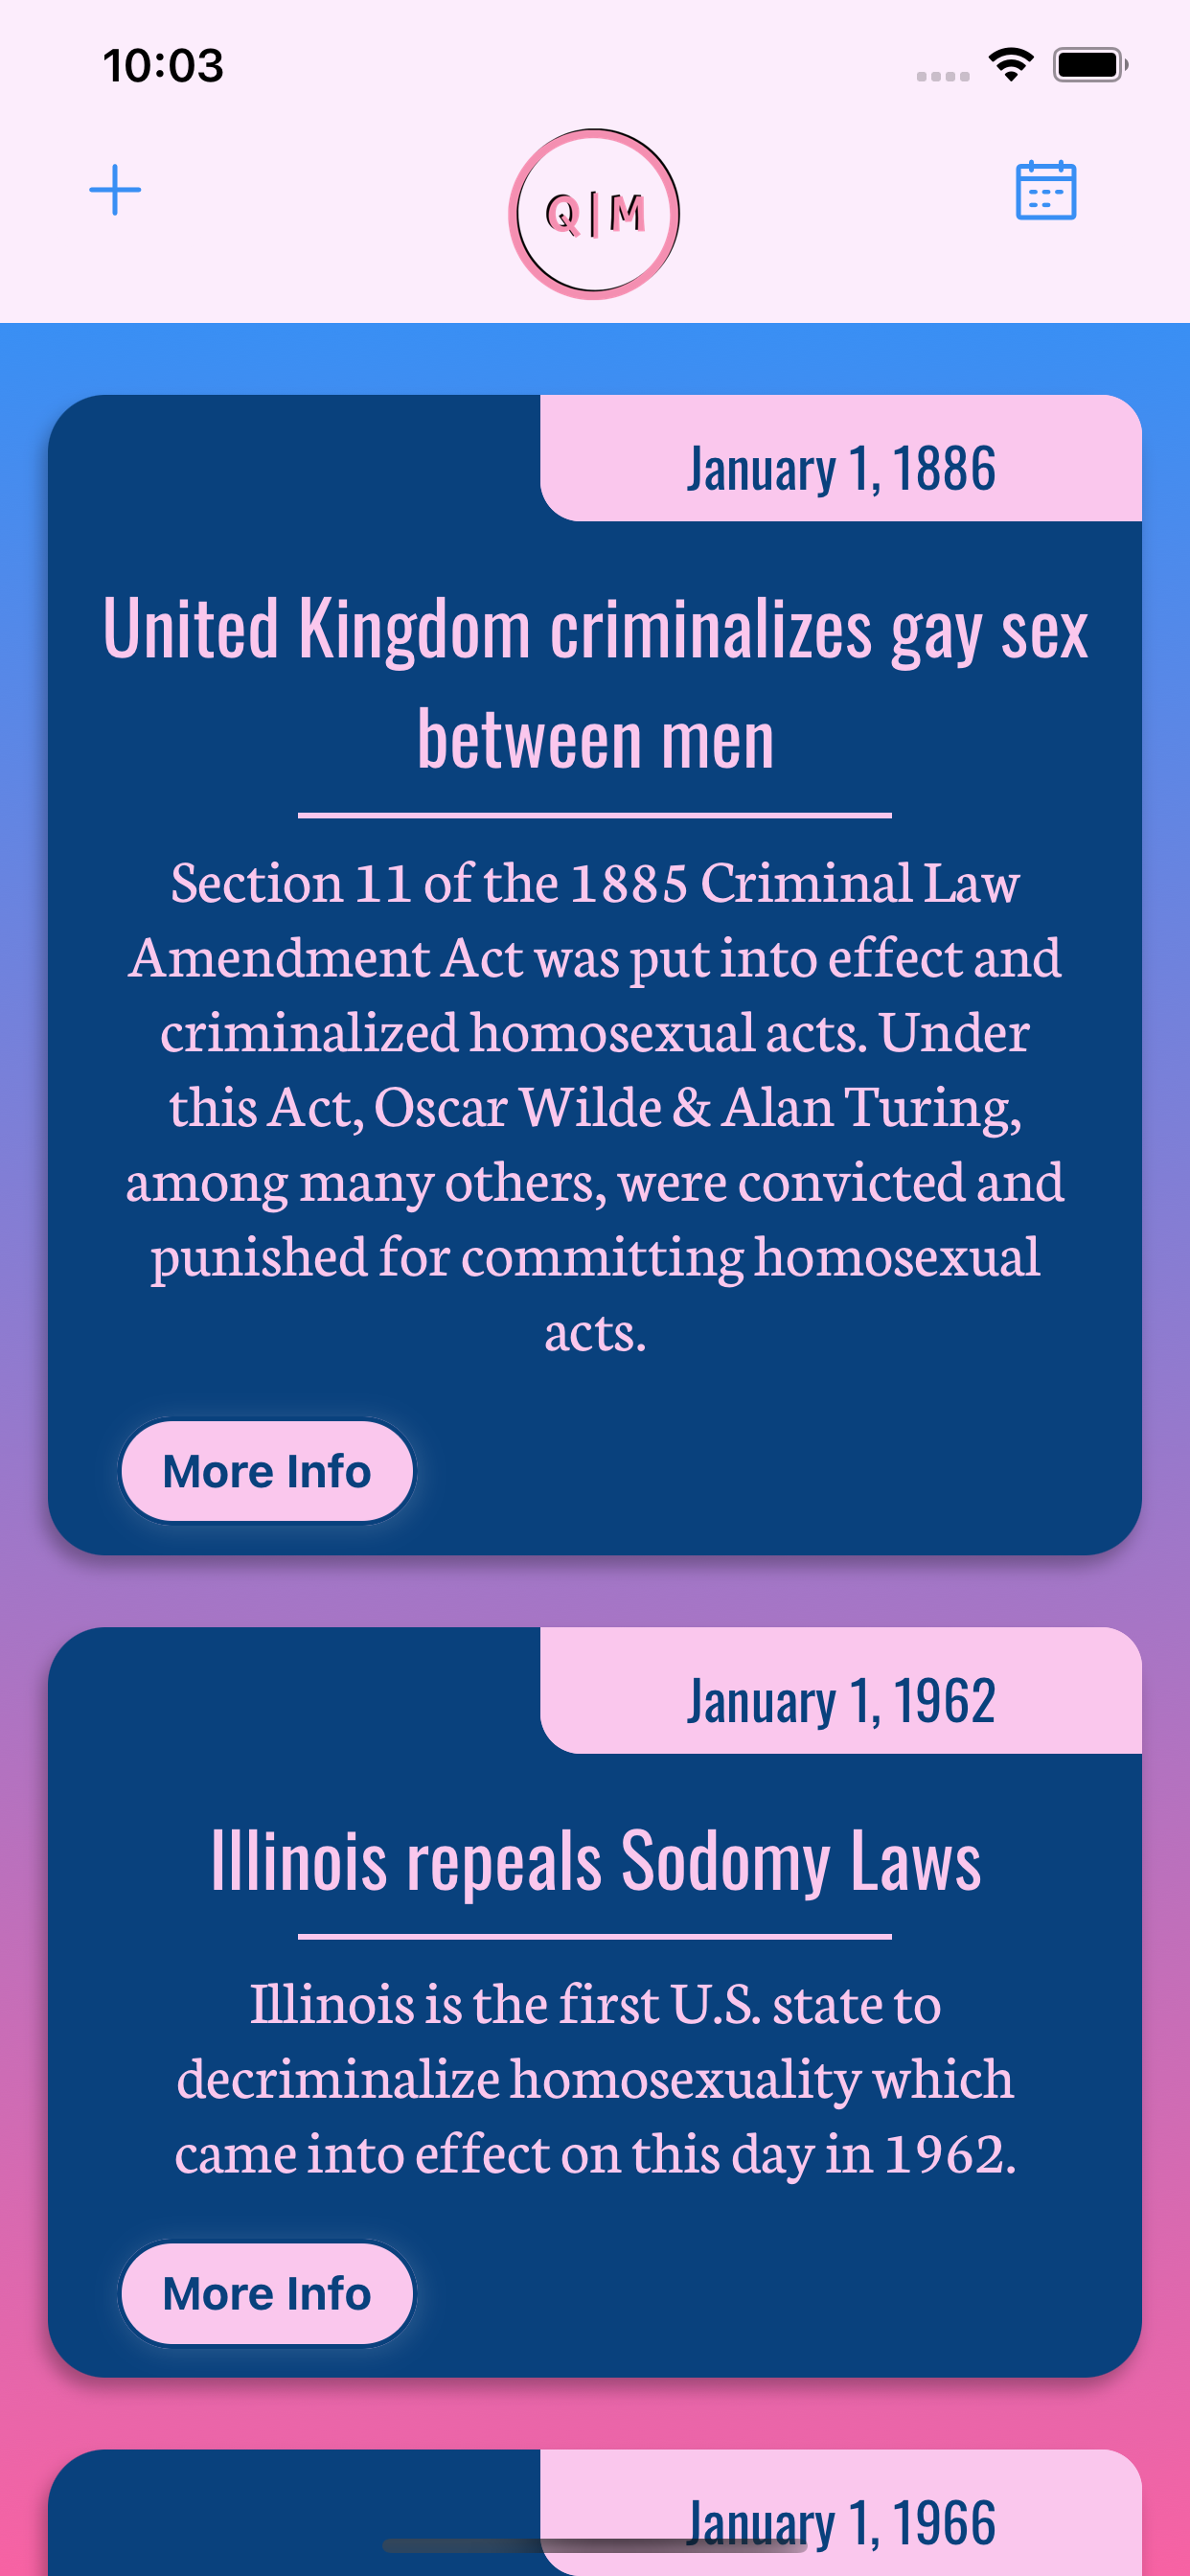 10:03
Q|M
January 1, 1886
United Kingdom criminalizes gay sex
between men
Section 11 of the 1885 Criminal Law
Amendment Act was put into effect and
criminalized homosexual acts. Under
this Act, Oscar Wilde & Alan Turing,
among many others, were convicted and
punished for committing homosexual
acts.
More Info
January 1, 1962
Illinois repeals Sodomy Laws
Illinois is the first U.S. state to
decriminalize homosexuality which
came into effect on this day in 1962.
More Info
January 1, 1966